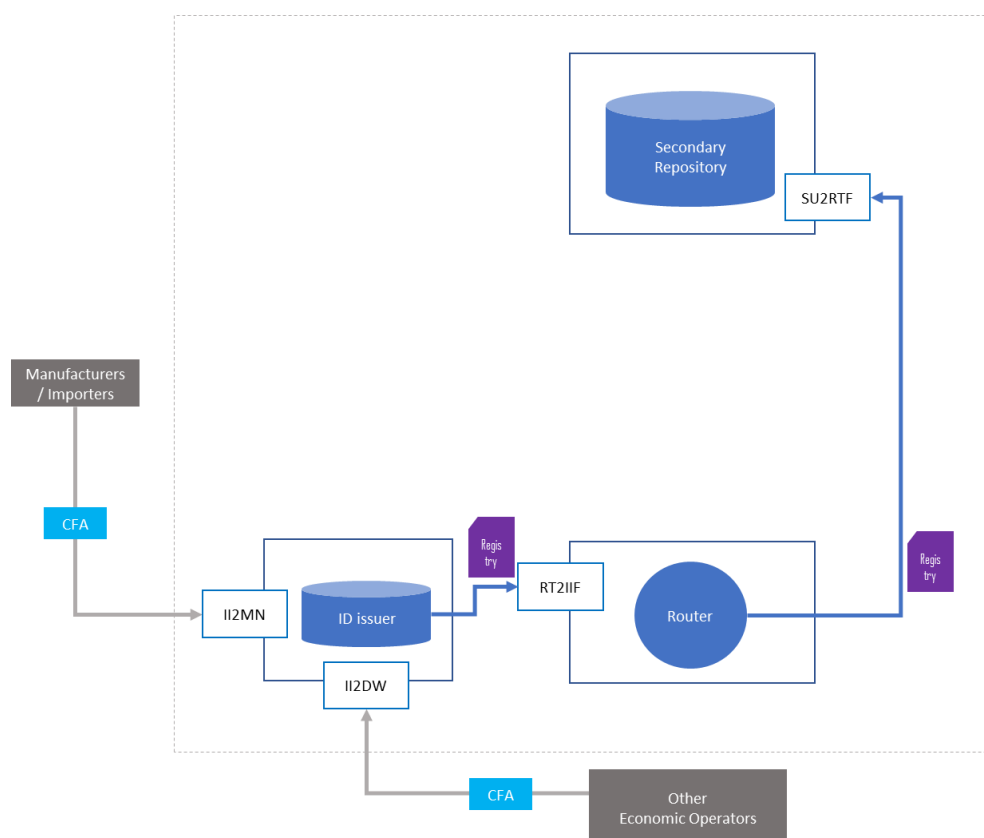 Secondary
Repository
SU2RTF
Manufacturers
/ Importers
CFA
Regis
try
Regis
try
II2MN
ID issuer
RT2IIF
Router
II2DW
CFA
Other
Economic Operators